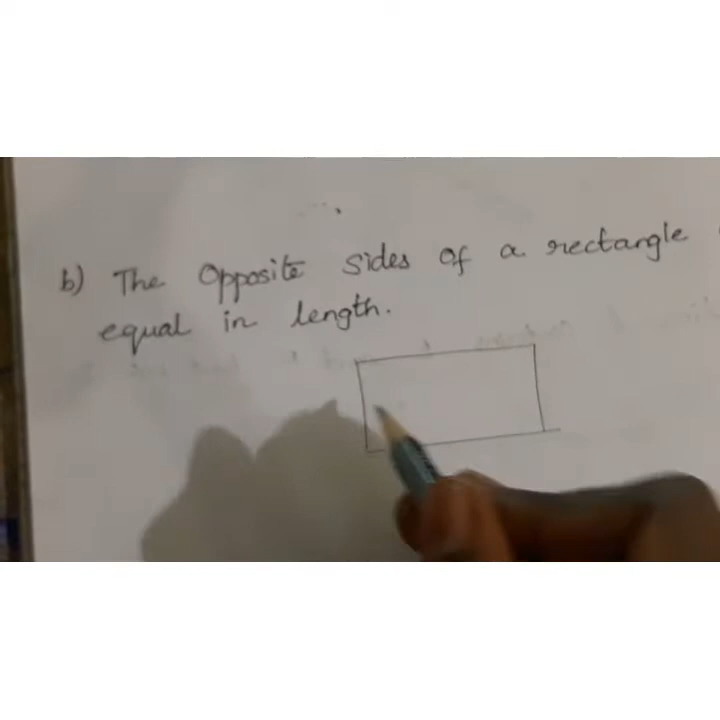 b) The Opposite sides of a rectangle
equal in length.